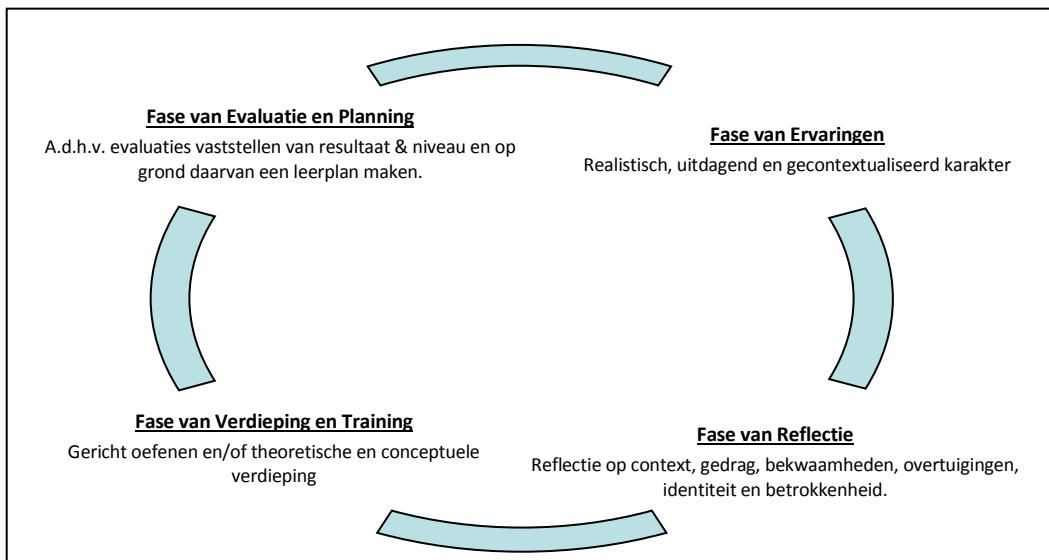 Fase van Evaluatie en Planning
A.d.h.v. evaluaties vaststellen van resultaat & niveau en op
grond daarvan een leerplan maken.
Fase van Ervaringen
Realistisch, uitdagend en gecontextualiseerd karakter
Fase van Verdieping en Training
Gericht oefenen en/of theoretische en conceptuele
verdieping
Fase van Reflectie
Reflectie op context, gedrag, bekwaamheden, overtuigingen,
identiteit en betrokkenheid.